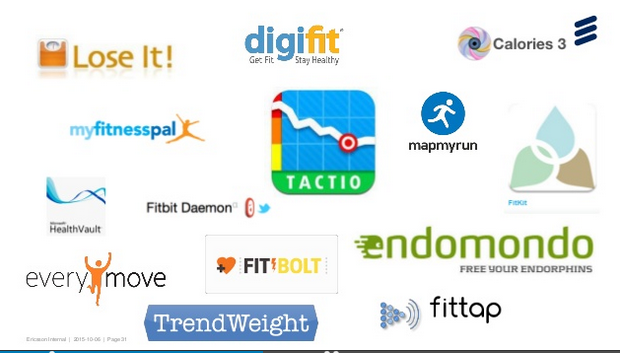 Lose It!
digifit
Get Fit. Stay Healthy
Calories 3
myfitnesspal
TACTIO
mapmyrun
FitKit
Microsoft
HealthVault
Fitbit Daemon
endomondo
FREE YOUR ENDORPHINS
everymove
FITBOLT
TrendWeight
fittap
Ericsson Internal | 2015-10-06 | Page 31